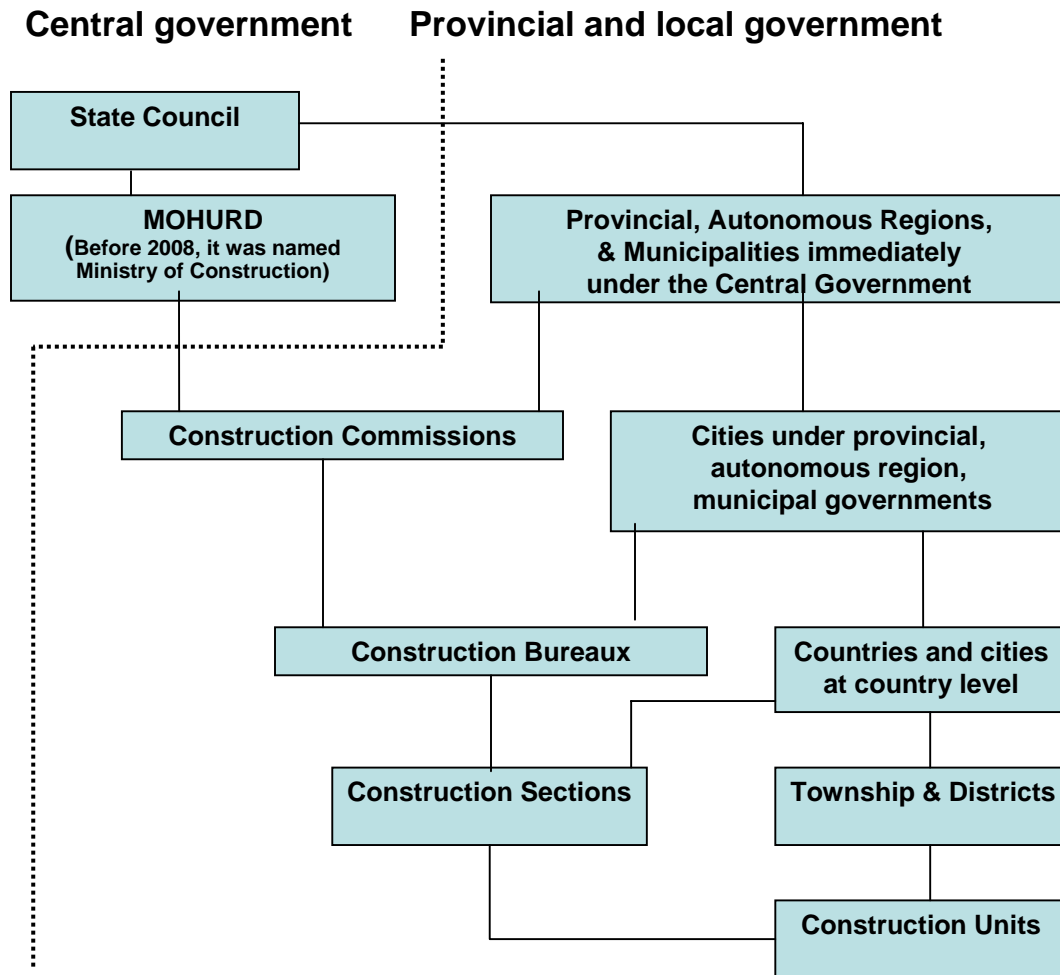 Central government
Provincial and local government
State Council
MOHURD
(Before 2008, it was named
Ministry of Construction)
Provincial, Autonomous Regions,
& Municipalities immediately
under the Central Government
Construction Commissions
Cities under provincial,
autonomous region,
municipal governments
Construction Bureaux
Countries and cities
at country level
Construction Sections
Township & Districts
Construction Units